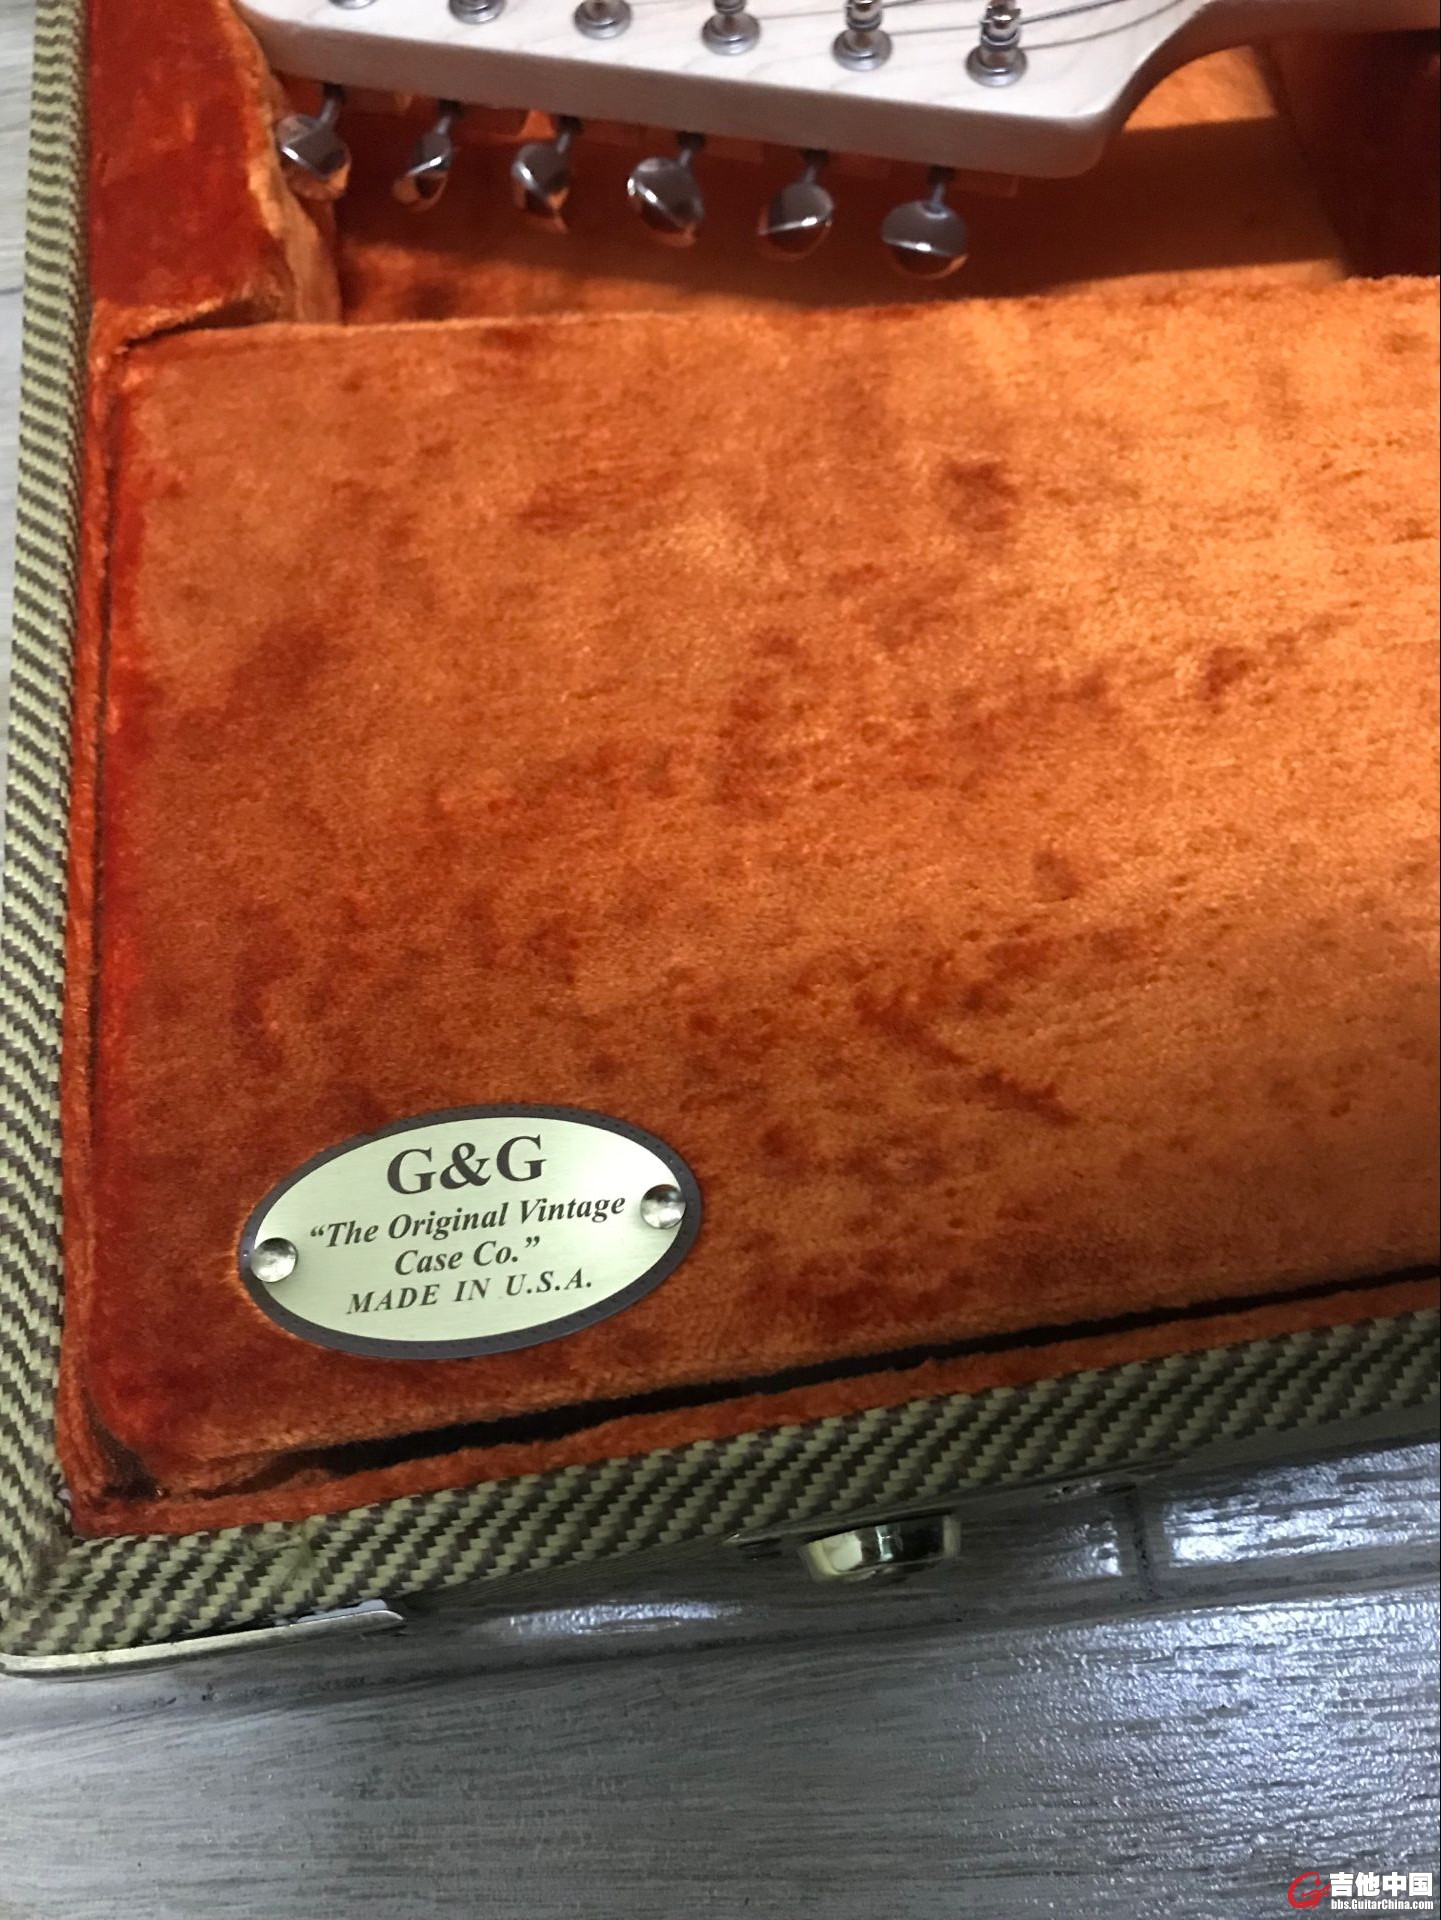 G&G
“The Original Vintage
Case Co.”
MADE IN U.S.A.
吉他中国
bbs.GuitarChina.com